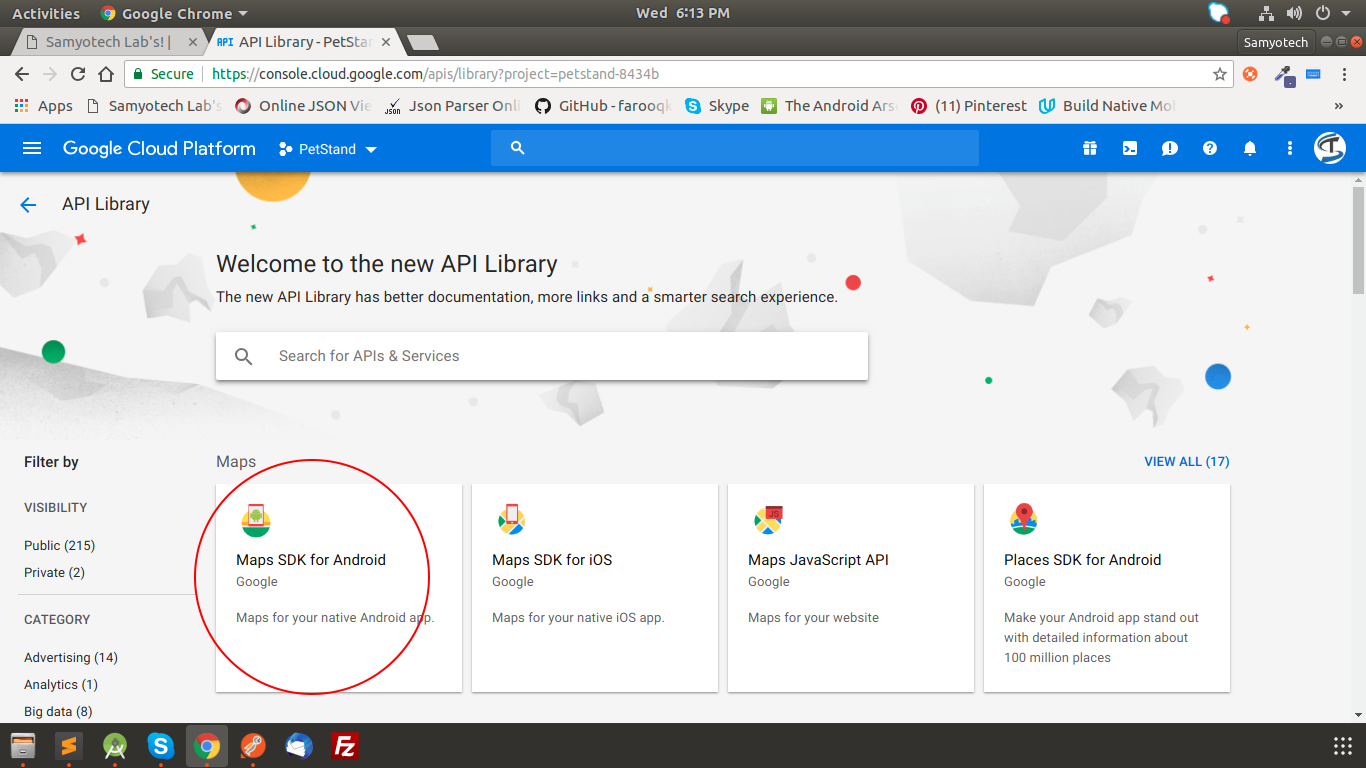 Activities
Google Chrome
Wed 6:13 PM
Samyotech Lab's! |
API
API Library - PetStan
Samyotech
Secure
https://console.cloud.google.com/apis/library?project=petstand-8434b
Apps
Samyotech Lab's
Online JSON Vie
JSON
Json Parser Onli
GitHub - farooqk
Skype
The Android Arse
(11) Pinterest
Build Native Mob
»
Google Cloud Platform
PetStand
API Library
Welcome to the new API Library
The new API Library has better documentation, more links and a smarter search experience.
Search for APIs & Services
Filter by
VISIBILITY
Public (215)
Private (2)
CATEGORY
Advertising (14)
Analytics (1)
Big data (8)
Maps
VIEW ALL (17)
Maps SDK for Android
Google
Maps for your native Android app.
Maps SDK for iOS
Google
Maps for your native iOS app.
JS
Maps JavaScript API
Google
Maps for your website
Places SDK for Android
Google
Make your Android app stand out
with detailed information about
100 million places
Fz